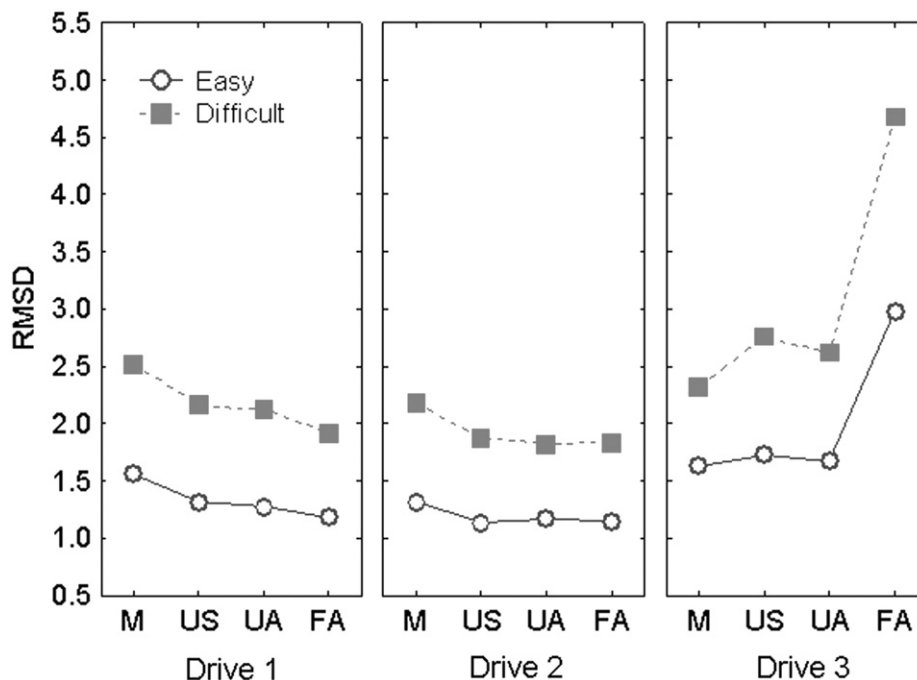 5.5
5.0
4.5
4.0
3.5
3.0
2.5
2.0
1.5
1.0
0.5
RMSD
Easy
Difficult
M US UA FA
M US UA FA
M US UA FA
Drive 1
Drive 2
Drive 3